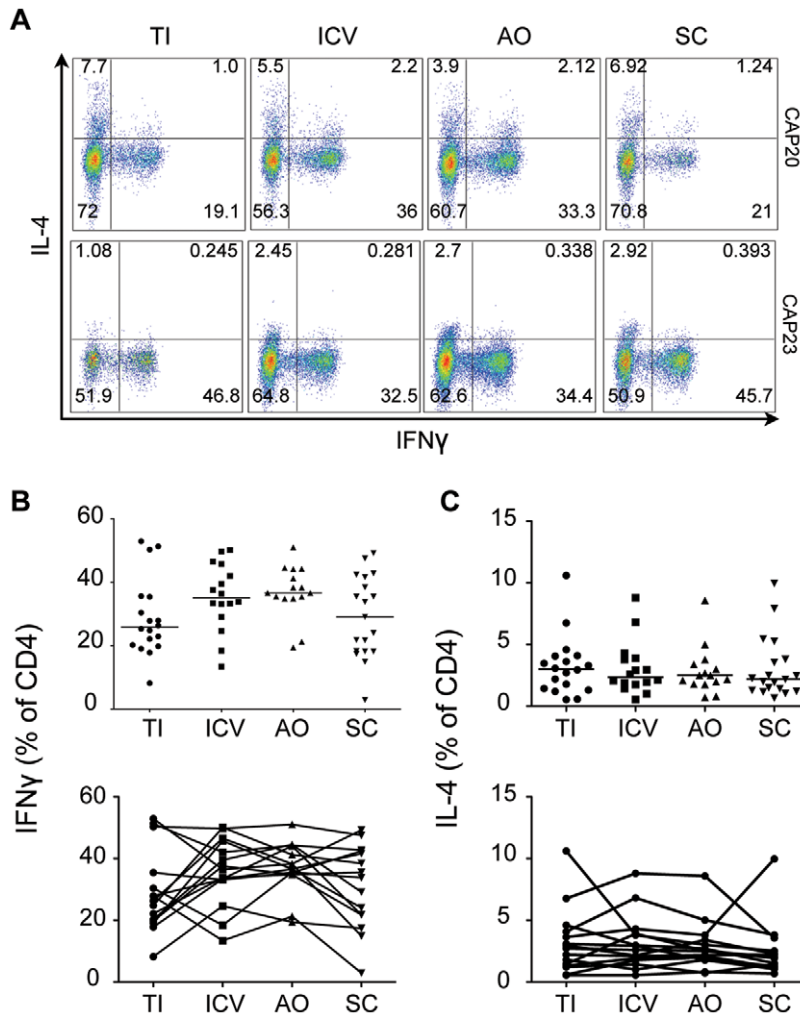 A
TI ICV AO SC
7.7 1.0 5.5 2.2 3.9 2.12 6.92 1.24
72 19.1 56.3 36 60.7 33.3 70.8 21
CAP20
1.08 0.245 2.45 0.281 2.7 0.338 2.92 0.393
51.9 46.8 64.8 32.5 62.6 34.4 50.9 45.7
CAP23
IL-4
IFNγ
B
60
40
20
0
TI ICV AO SC
60
40
20
0
TI ICV AO SC
IFNγ (% of CD4)
C
15
10
5
0
TI ICV AO SC
15
10
5
0
TI ICV AO SC
IL-4 (% of CD4)